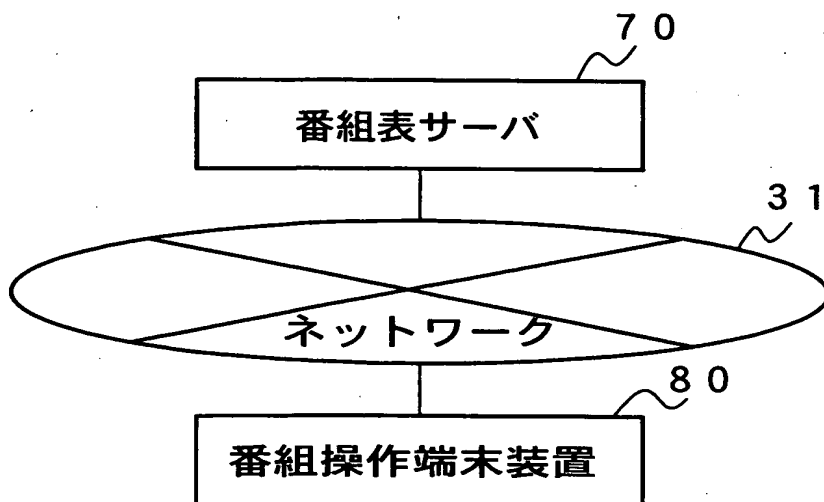 ７０
番組表サーバ
３１
ネットワーク
８０
番組操作端末装置